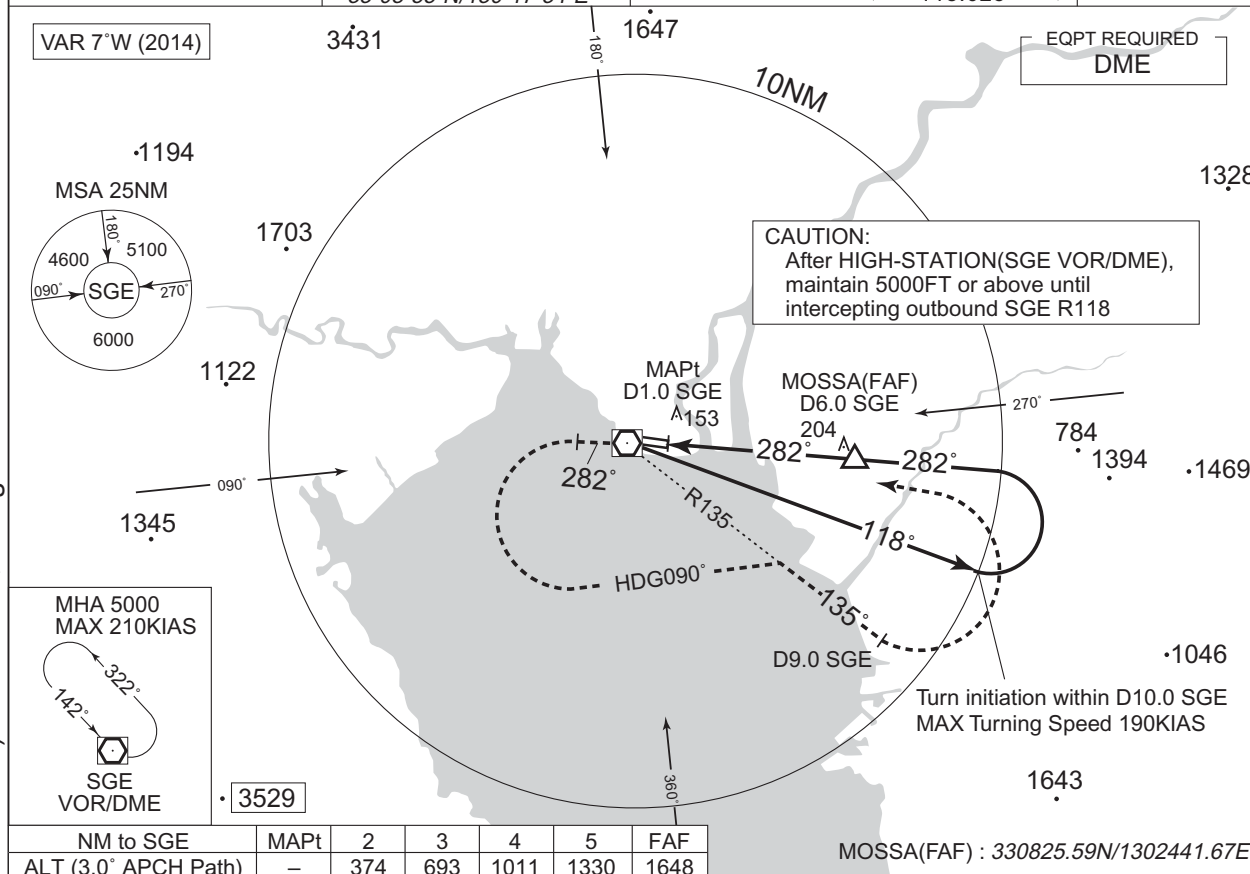 VAR 7°W (2014)
3431
1647
180°
EQPT REQUIRED
DME
10NM
1194
MSA 25NM
180°
4600
5100
090°
SGE
270°
6000
1703
1328
CAUTION:
After HIGH-STATION(SGE VOR/DME),
maintain 5000FT or above until
intercepting outbound SGE R118
1122
MAPt
D1.0 SGE
153
MOSSA(FAF)
D6.0 SGE
204
270°
784
1394
1469
282°
282°
282°
090°
1345
R135
118°
HDG090°
135°
D9.0 SGE
1046
Turn initiation within D10.0 SGE
MAX Turning Speed 190KIAS
MHA 5000
MAX 210KIAS
322°
142°
SGE
VOR/DME
3529
360°
1643
NM to SGE MAPt 2 3 4 5 FAF
ALT (3.0° APCH Path) – 374 693 1011 1330 1648
MOSSA(FAF) : 330825.59N/1302441.67E